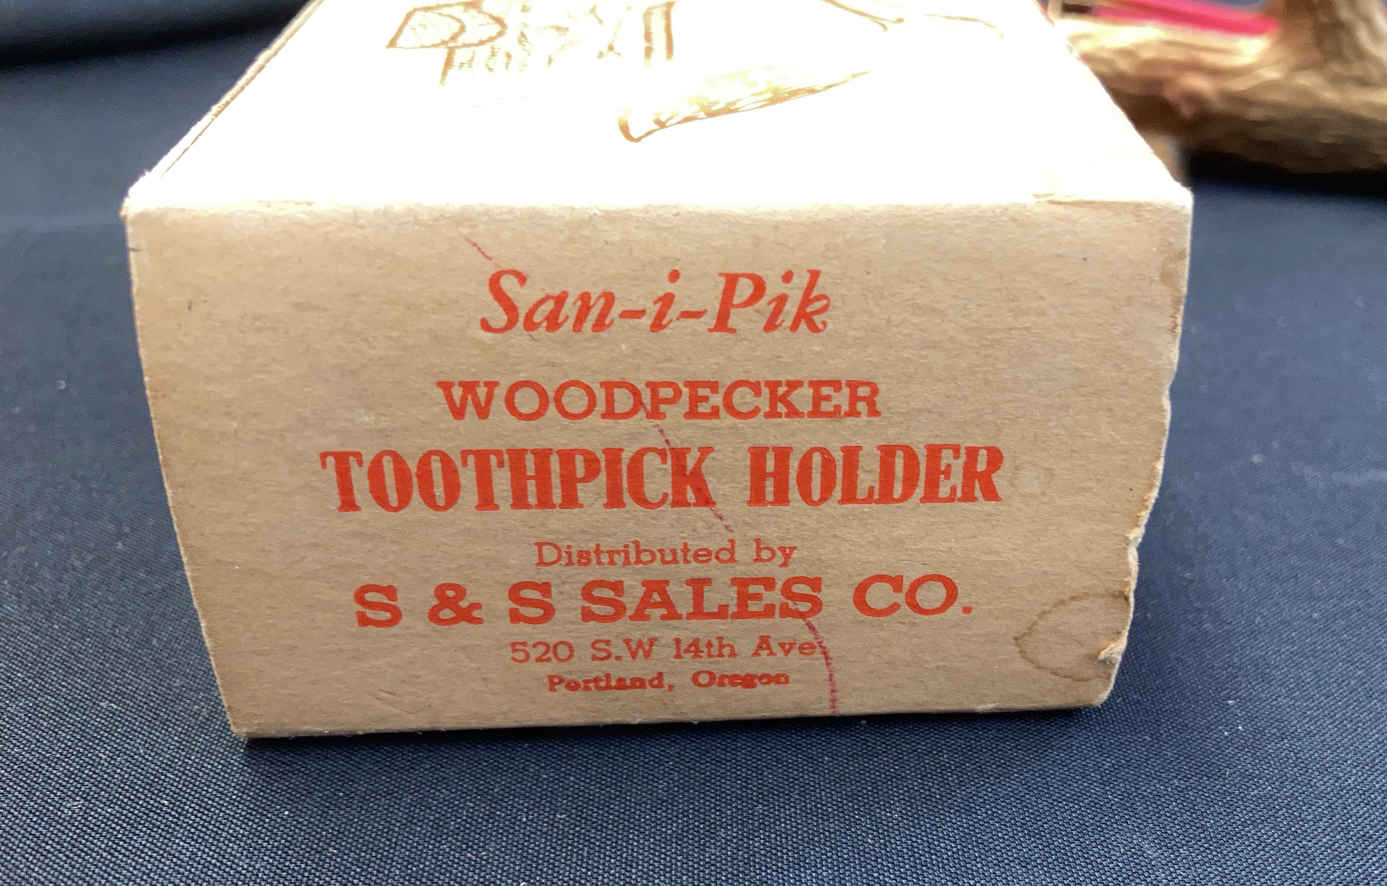 San-i-Pik
WOODPECKER
TOOTHPICK HOLDER
Distributed by
S & S SALES CO.
520 S.W 14th Ave.
Portland, Oregon